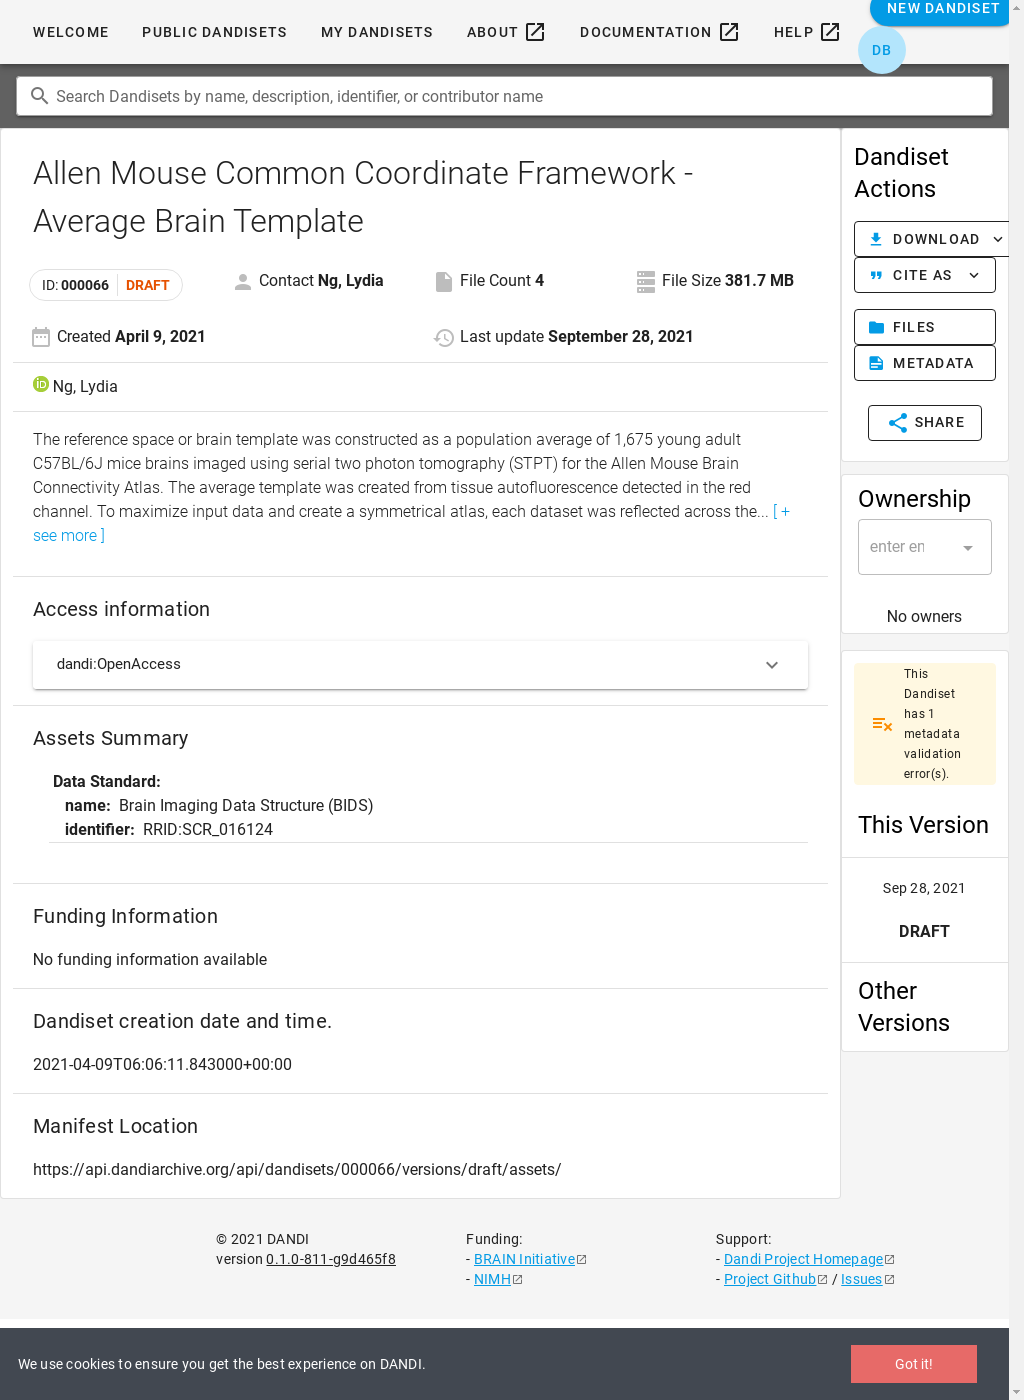 WELCOME PUBLIC DANDISETS MY DANDISETS ABOUT DOCUMENTATION HELP NEW DANDISET
DB
Search Dandisets by name, description, identifier, or contributor name
Allen Mouse Common Coordinate Framework -
Average Brain Template
ID: 000066 DRAFT Contact Ng, Lydia File Count 4 File Size 381.7 MB
Created April 9, 2021 Last update September 28, 2021
iD Ng, Lydia
The reference space or brain template was constructed as a population average of 1,675 young adult
C57BL/6J mice brains imaged using serial two photon tomography (STPT) for the Allen Mouse Brain
Connectivity Atlas. The average template was created from tissue autofluorescence detected in the red
channel. To maximize input data and create a symmetrical atlas, each dataset was reflected across the... [ +
see more ]
Access information
dandi:OpenAccess
Assets Summary
Data Standard:
name: Brain Imaging Data Structure (BIDS)
identifier: RRID:SCR_016124
Funding Information
No funding information available
Dandiset creation date and time.
2021-04-09T06:06:11.843000+00:00
Manifest Location
https://api.dandiarchive.org/api/dandisets/000066/versions/draft/assets/
Dandiset
Actions
DOWNLOAD
CITE AS
FILES
METADATA
SHARE
Ownership
enter en
No owners
This
Dandiset
has 1
metadata
validation
error(s).
This Version
Sep 28, 2021
DRAFT
Other
Versions
© 2021 DANDI
version 0.1.0-811-g9d465f8
Funding:
- BRAIN Initiative
- NIMH
Support:
- Dandi Project Homepage
- Project Github / Issues
We use cookies to ensure you get the best experience on DANDI.
Got it!